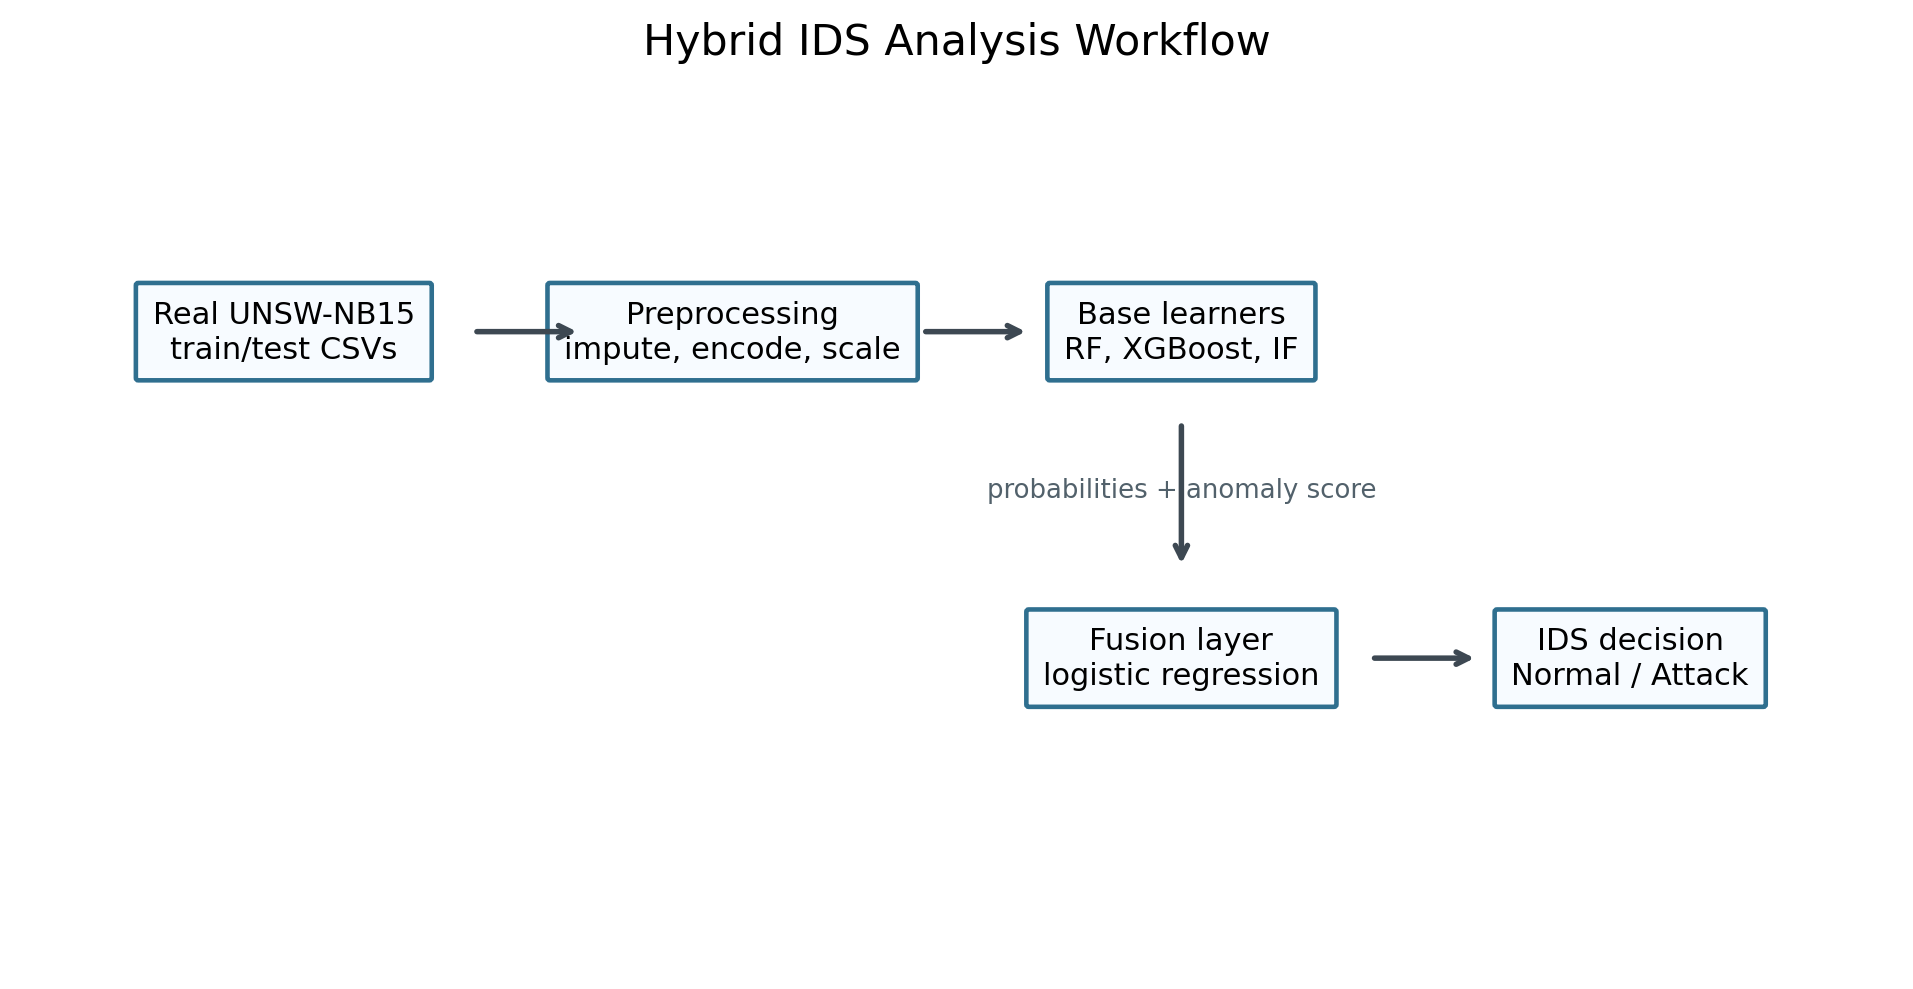 Hybrid IDS Analysis Workflow
Real UNSW-NB15
train/test CSVs
Preprocessing
impute, encode, scale
Base learners
RF, XGBoost, IF
probabilities + anomaly score
Fusion layer
logistic regression
IDS decision
Normal / Attack